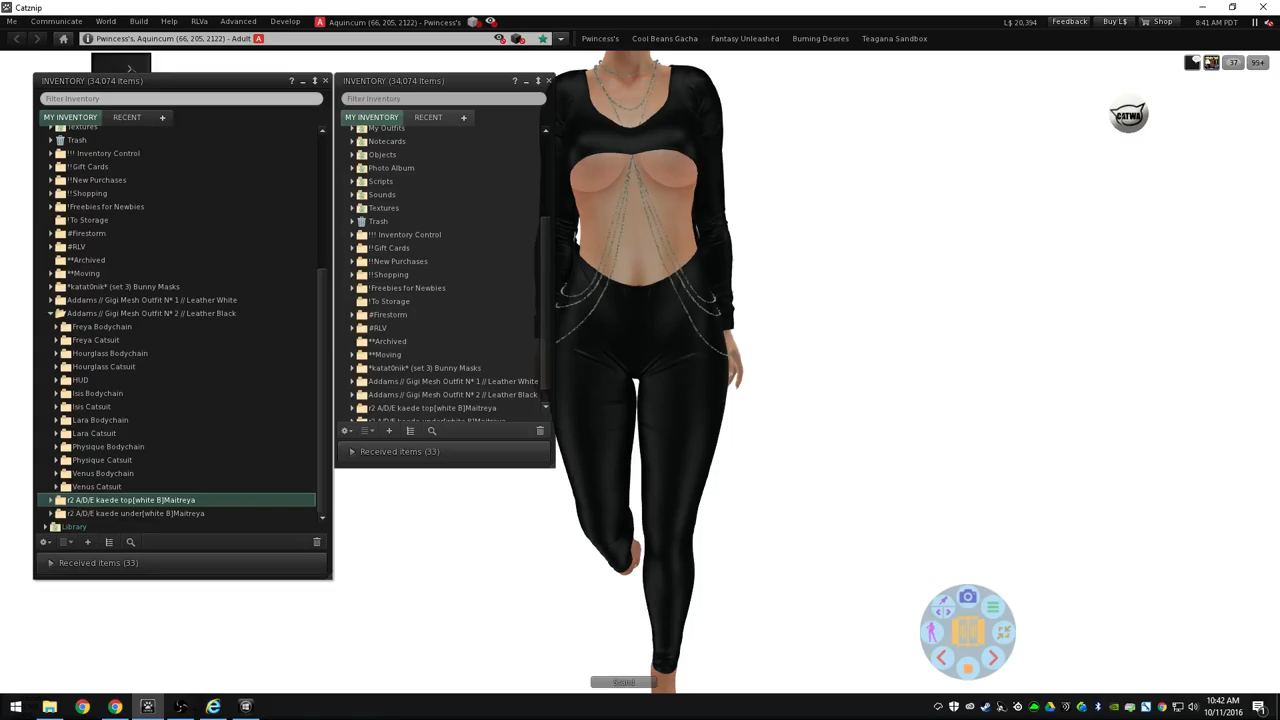 Catznip
Me Communicate World Build Help RLVa Advanced Develop
A Aquincum (66, 205, 2122) - Pwincess's
L$ 20,394 Feedback Buy L$ Shop 8:41 AM PDT
Pwincess's, Aquincum (66, 205, 2122) - Adult A
Pwincess's Cool Beans Gacha Fantasy Unleashed Burning Desires Teagana Sandbox
37 99+
CATWA
INVENTORY (34,074 Items) ?
Filter Inventory
MY INVENTORY RECENT +
Textures
Trash
!!! Inventory Control
!!Gift Cards
!!New Purchases
!!Shopping
!Freebies for Newbies
!To Storage
#Firestorm
#RLV
**Archived
**Moving
*katat0nik* (set 3) Bunny Masks
Addams // Gigi Mesh Outfit N* 1 // Leather White
Addams // Gigi Mesh Outfit N* 2 // Leather Black
Freya Bodychain
Freya Catsuit
Hourglass Bodychain
Hourglass Catsuit
HUD
Isis Bodychain
Isis Catsuit
Lara Bodychain
Lara Catsuit
Physique Bodychain
Physique Catsuit
Venus Bodychain
Venus Catsuit
r2 A/D/E kaede top[white B]Maitreya
r2 A/D/E kaede under[white B]Maitreya
Library
Received items (33)
INVENTORY (34,074 Items) ?
Filter Inventory
MY INVENTORY RECENT +
My Outfits
Notecards
Objects
Photo Album
Scripts
Sounds
Textures
Trash
!!! Inventory Control
!!Gift Cards
!!New Purchases
!!Shopping
!Freebies for Newbies
!To Storage
#Firestorm
#RLV
**Archived
**Moving
*katat0nik* (set 3) Bunny Masks
Addams // Gigi Mesh Outfit N* 1 // Leather White
Addams // Gigi Mesh Outfit N* 2 // Leather Black
r2 A/D/E kaede top[white B]Maitreya
r2 A/D/E kaede under[white B]Maitreya
Received items (33)
Stand
10:42 AM
10/11/2016